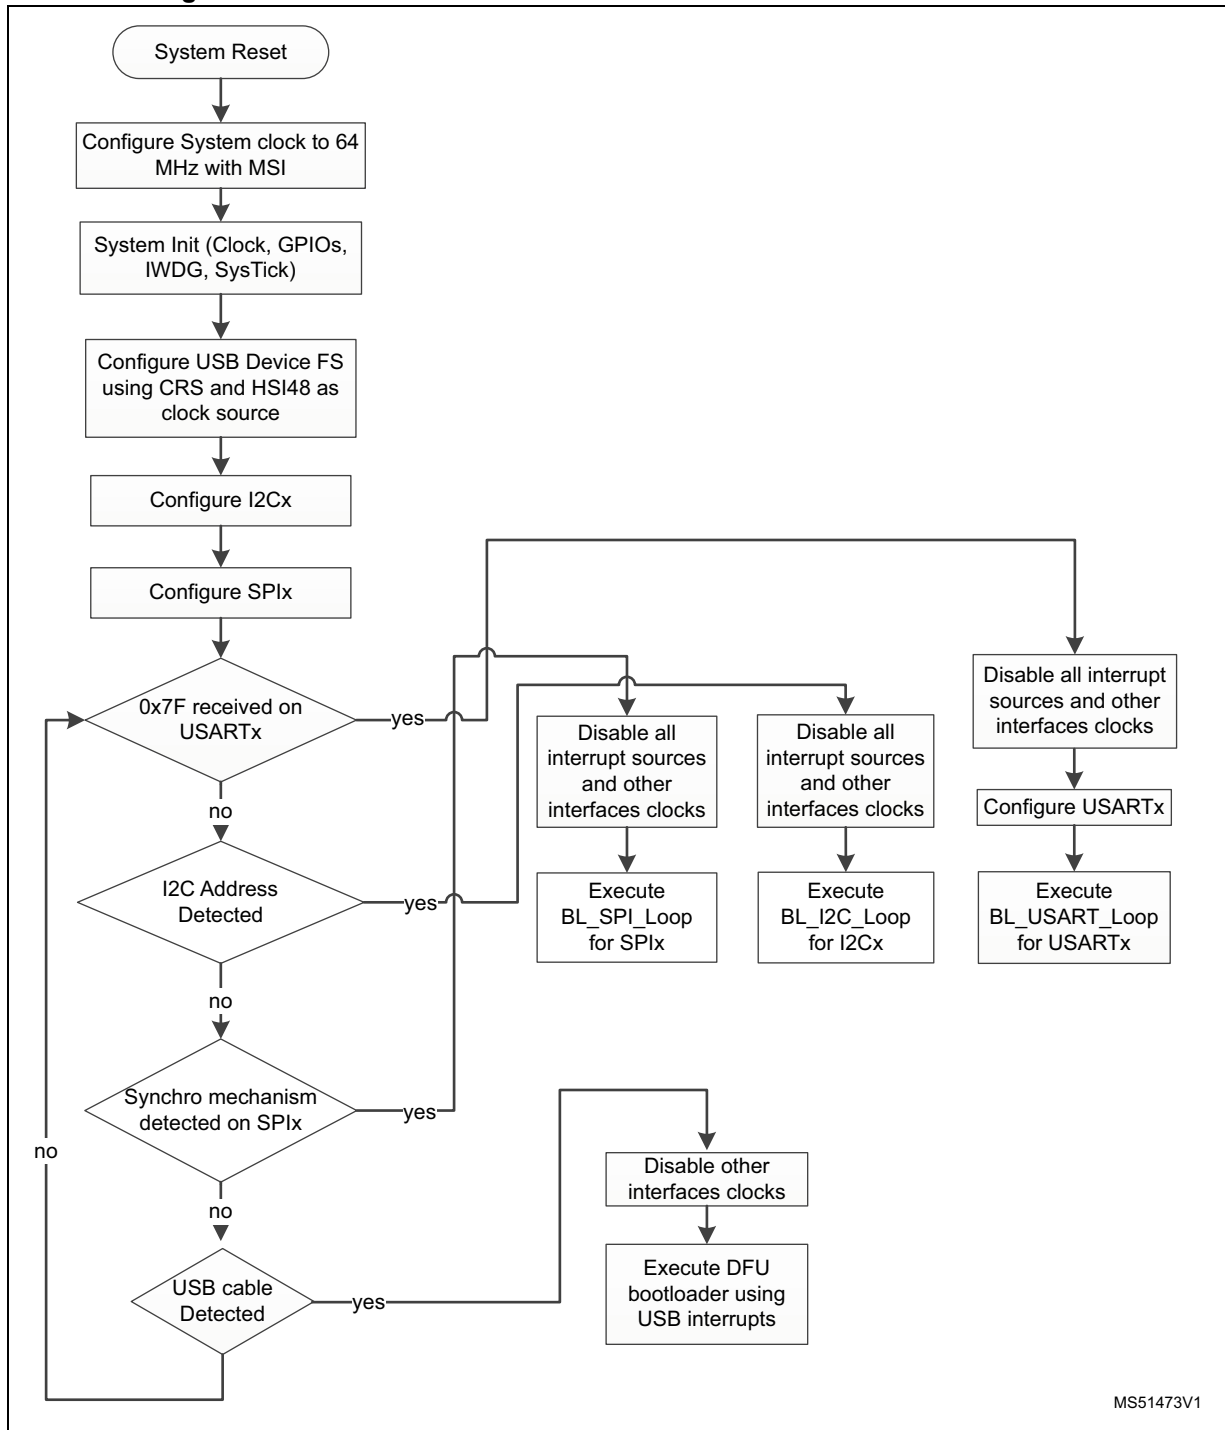 System Reset
Configure System clock to 64
MHz with MSI
System Init (Clock, GPIOs,
IWDG, SysTick)
Configure USB Device FS
using CRS and HSI48 as
clock source
Configure I2Cx
Configure SPIx
0x7F received on
USARTx
yes
no
Disable all interrupt
sources and other
interfaces clocks
Configure USARTx
Execute
BL_USART_Loop
for USARTx
Disable all
interrupt sources
and other
interfaces clocks
Execute
BL_I2C_Loop
for I2Cx
Disable all
interrupt sources
and other
interfaces clocks
Execute
BL_SPI_Loop
for SPIx
I2C Address
Detected
yes
no
Synchro mechanism
detected on SPIx
yes
no
no
USB cable
Detected
yes
Disable other
interfaces clocks
Execute DFU
bootloader using
USB interrupts
MS51473V1